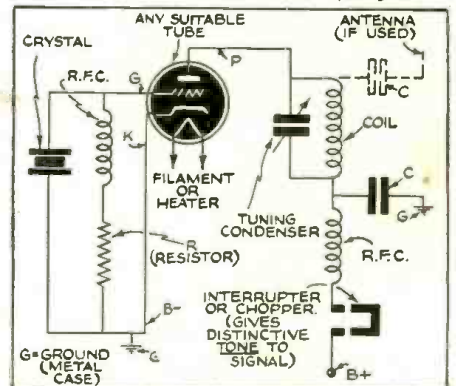 ANY SUITABLE
TUBE
ANTENNA
(IF USED)
CRYSTAL
R.F.C.
G
P
C
K
COIL
FILAMENT
OR
HEATER
TUNING
CONDENSER
C
G
R
(RESISTOR)
R.F.C.
INTERRUPTER
OR CHOPPER.
(GIVES
DISTINCTIVE
TONE TO
SIGNAL)
B-
G=GROUND
(METAL
CASE)
G
B+